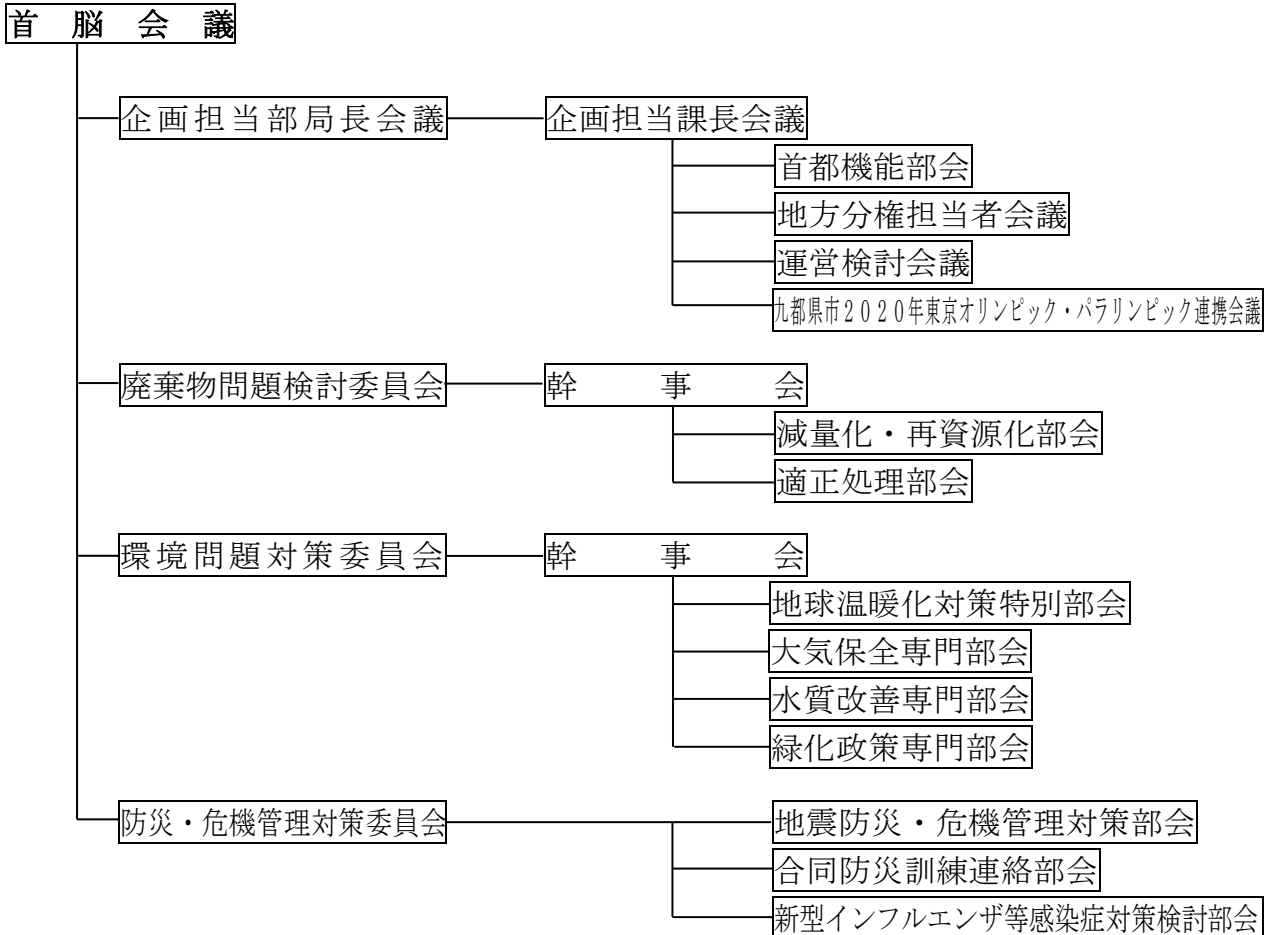 首脳会議
企画担当部局長会議 企画担当課長会議
首都機能部会
地方分権担当者会議
運営検討会議
九都県市2020年東京オリンピック・パラリンピック連携会議
廃棄物問題検討委員会 幹事会
減量化・再資源化部会
適正処理部会
環境問題対策委員会 幹事会
地球温暖化対策特別部会
大気保全専門部会
水質改善専門部会
緑化政策専門部会
防災・危機管理対策委員会 地震防災・危機管理対策部会
合同防災訓練連絡部会
新型インフルエンザ等感染症対策検討部会